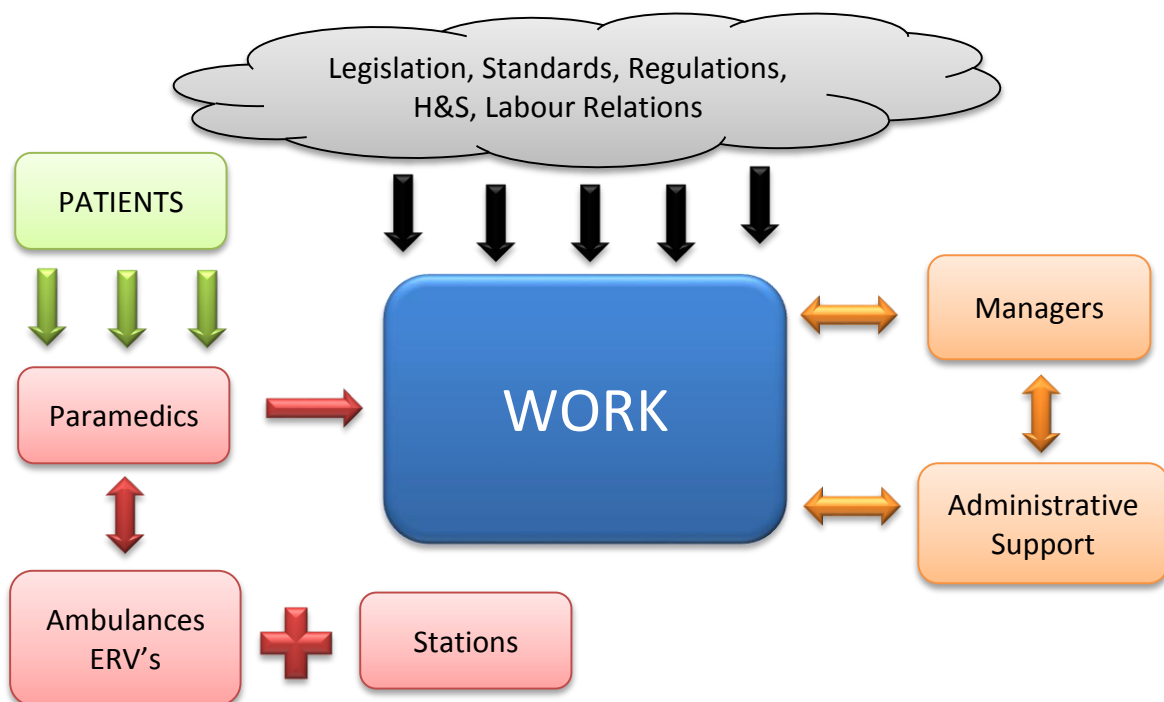 Legislation, Standards, Regulations,
H&S, Labour Relations
PATIENTS
Paramedics
WORK
Managers
Administrative
Support
Ambulances
ERV's
Stations